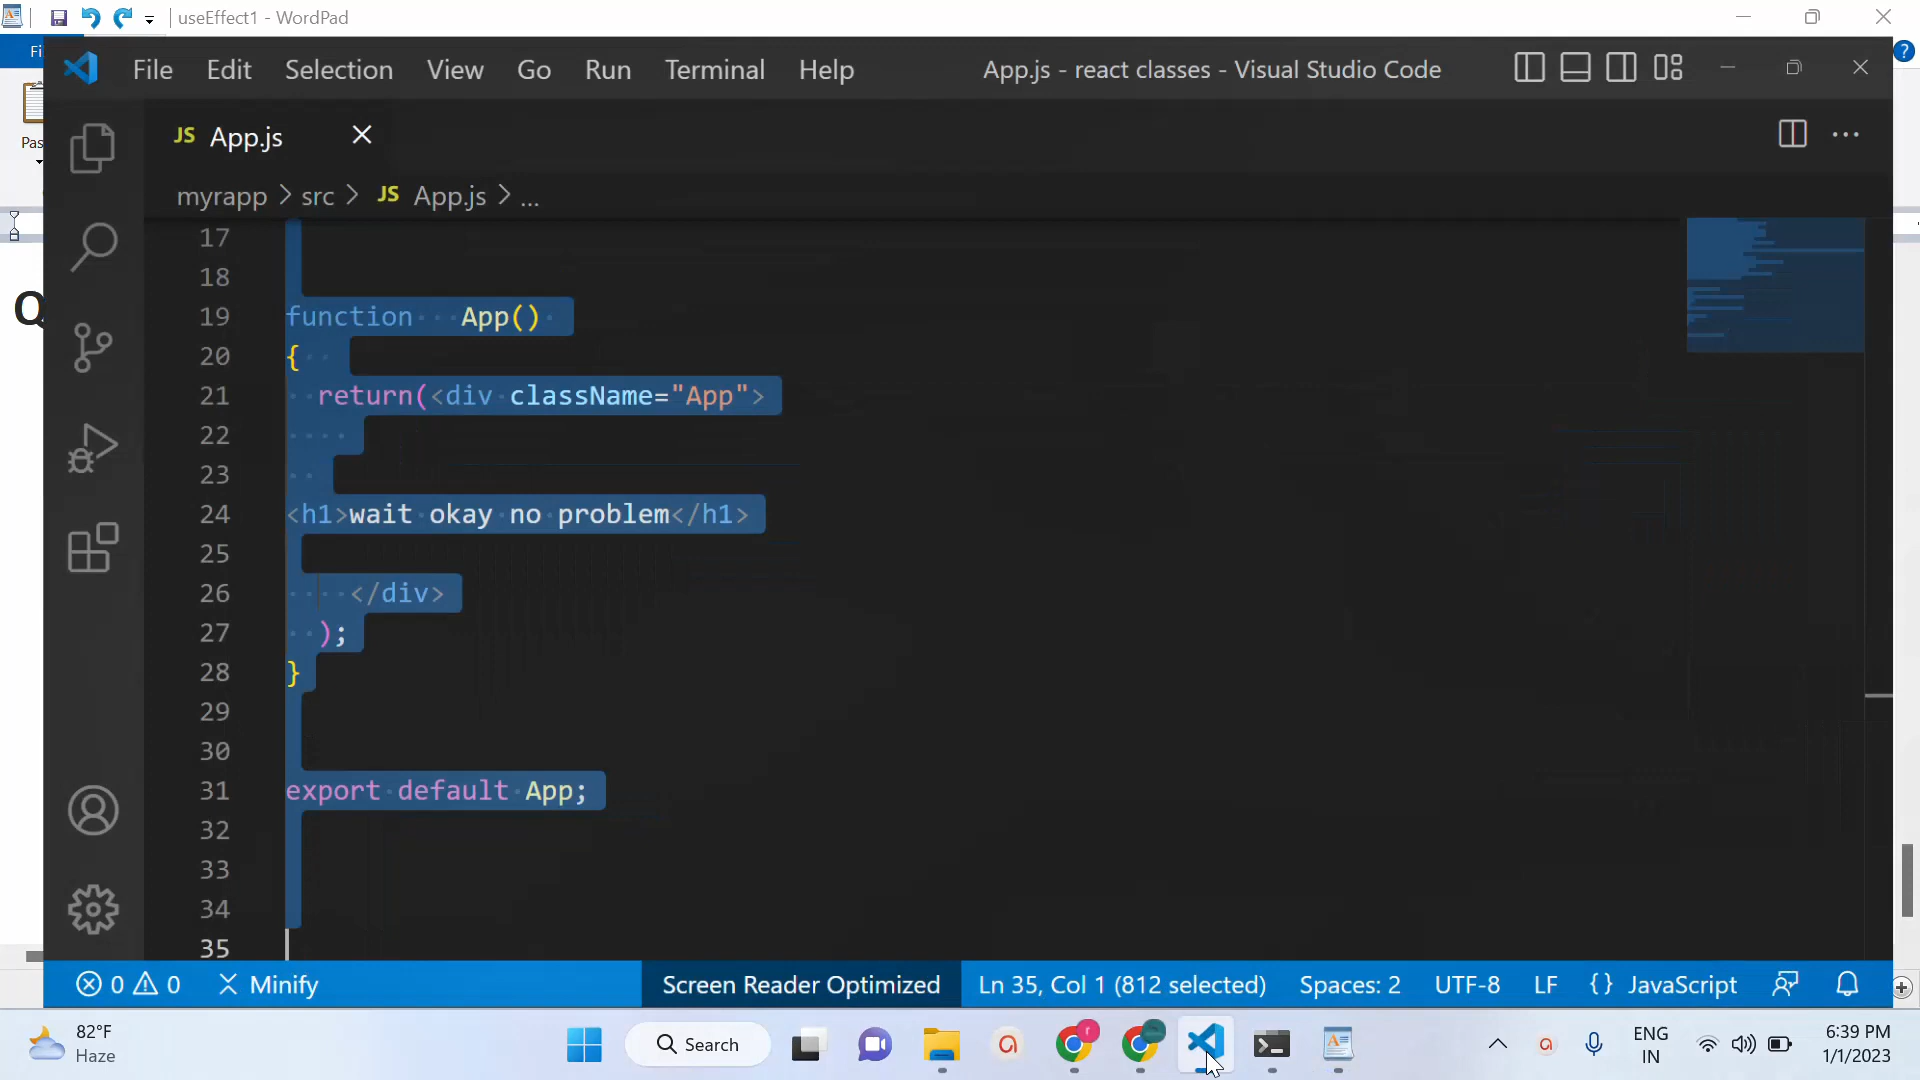 useEffect1 - WordPad
Fi
File Edit Selection View Go Run Terminal Help
App.js - react classes - Visual Studio Code
?
Pas
JS App.js
myrapp > src > JS App.js > ...
Q
17
18
19 function App()
20 {
21 return(<div className="App">
22
23
24 <h1>wait okay no problem</h1>
25
26 </div>
27 );
28 }
29
30
31 export default App;
32
33
34
35
0 0 Minify
Screen Reader Optimized
Ln 35, Col 1 (812 selected)
Spaces: 2
UTF-8
LF
{ } JavaScript
82°F
Haze
Search
ENG
IN
6:39 PM
1/1/2023